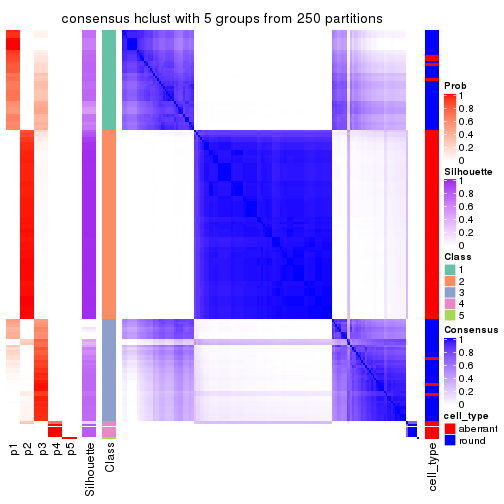 consensus hclust with 5 groups from 250 partitions
Prob
1
0.8
0.6
0.4
0.2
0
Silhouette
1
0.8
0.6
0.4
0.2
0
Class
1
2
3
4
5
Consensus
1
0.8
0.6
0.4
0.2
0
cell_type
aberrant
round
p1
p2
p3
p4
p5
Silhouette
Class
cell_type